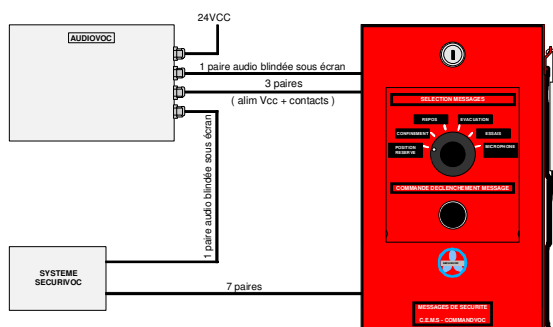 24VCC
AUDIOVOC
1 paire audio blindée sous écran
3 paires
( alim Vcc + contacts )
1 paire audio blindée sous écran
SELECTION MESSAGES
REPOS
EVACUATION
CONFINEMENT
ESSAIS
POSITION
RESERVE
MICROPHONE
COMMANDE DECLENCHEMENT MESSAGE
SYSTEME
SECURIVOC
7 paires
MESSAGES DE SECURITE
C.E.M.S - COMMANDVOC